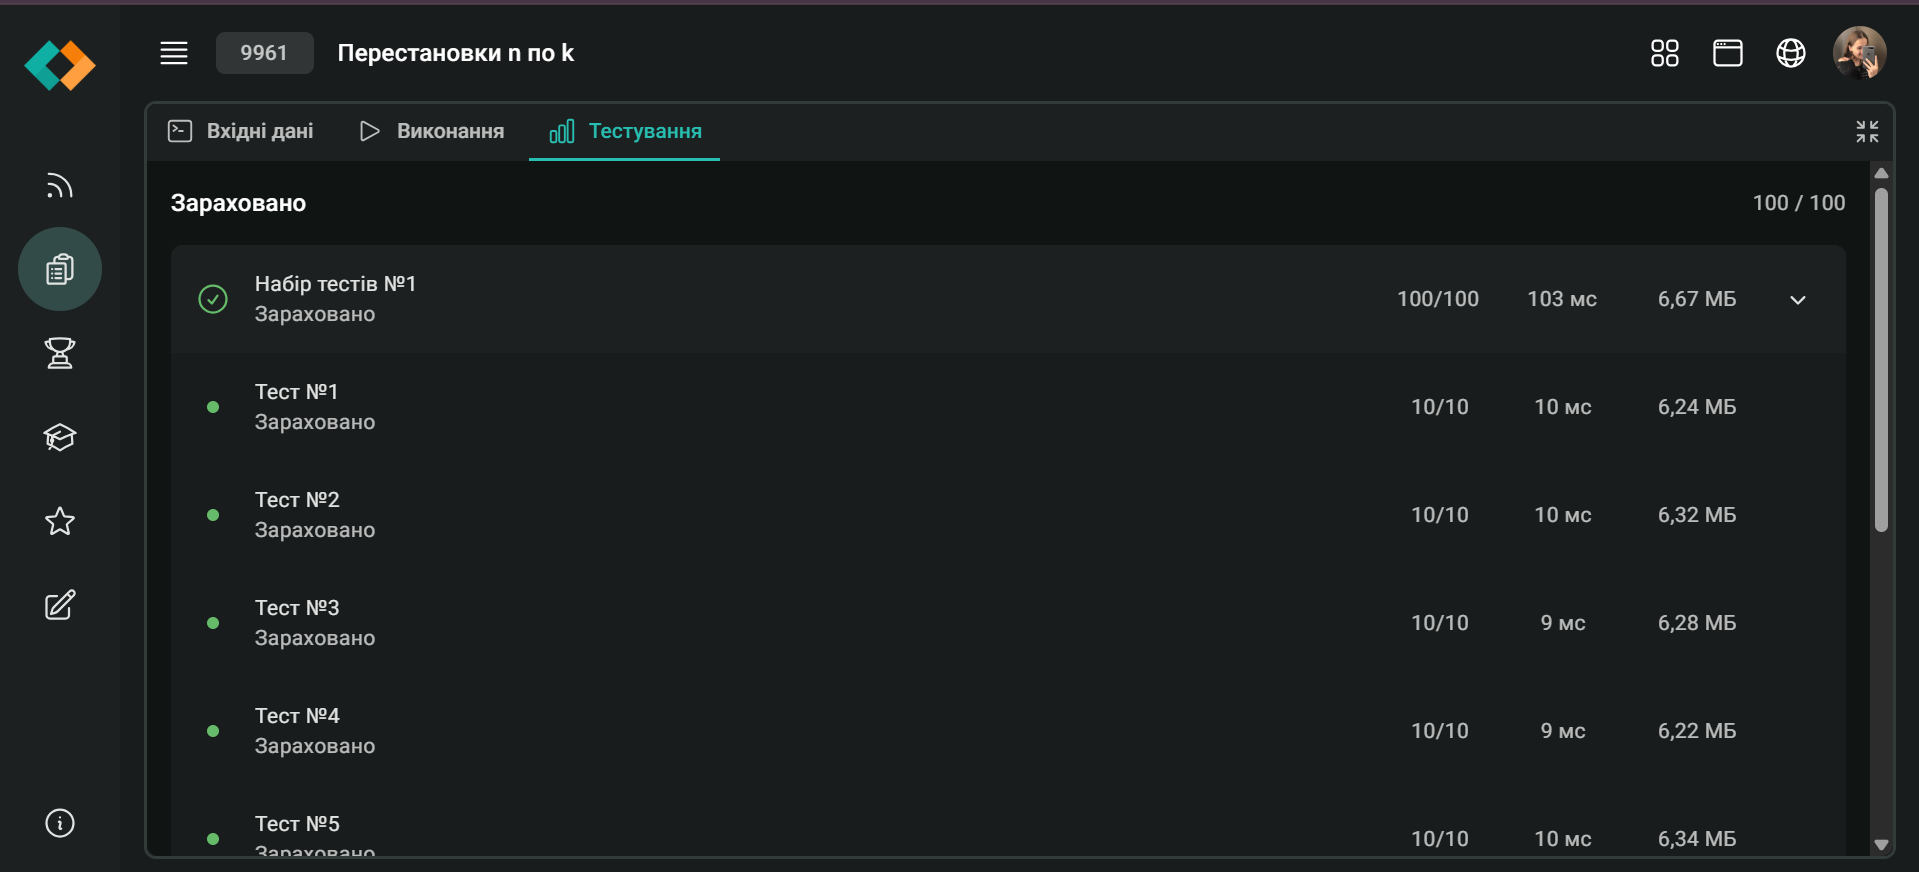 9961 Перестановки n по k
Вхідні дані Виконання Тестування
Зараховано 100 / 100
Набір тестів №1
Зараховано
100/100 103 мс 6,67 МБ
Тест №1
Зараховано
10/10 10 мс 6,24 МБ
Тест №2
Зараховано
10/10 10 мс 6,32 МБ
Тест №3
Зараховано
10/10 9 мс 6,28 МБ
Тест №4
Зараховано
10/10 9 мс 6,22 МБ
Тест №5
Зараховано
10/10 10 мс 6,34 МБ